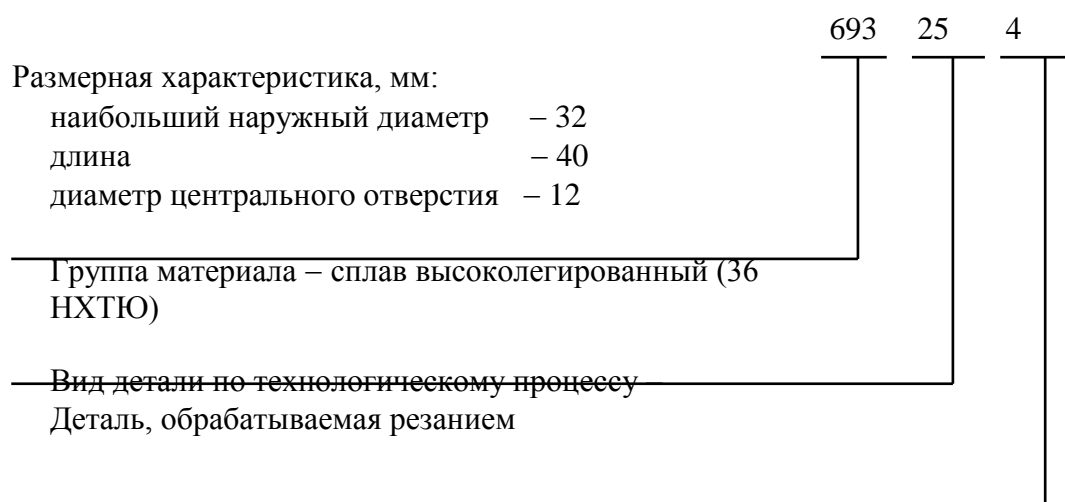 693 25 4
Размерная характеристика, мм:
наибольший наружный диаметр – 32
длина – 40
диаметр центрального отверстия – 12
Группа материала – сплав высоколегированный (36
НХТЮ)
Вид детали по технологическому процессу –
Деталь, обрабатываемая резанием